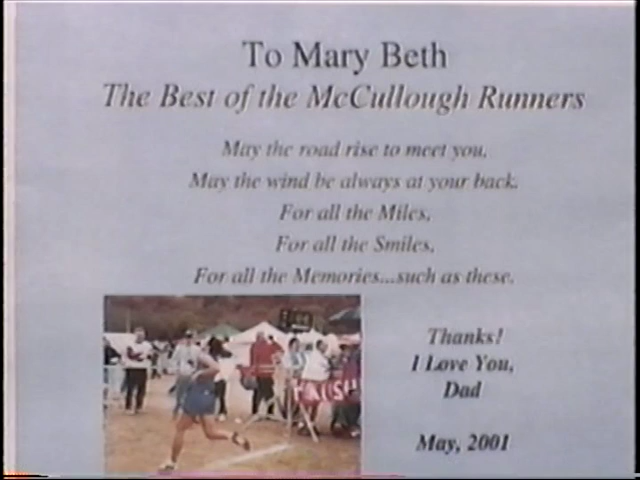 To Mary Beth
The Best of the McCullough Runners
May the road rise to meet you.
May the wind be always at your back.
For all the Miles,
For all the Smiles,
For all the Memories...such as these.
Thanks!
I Love You,
Dad
May, 2001